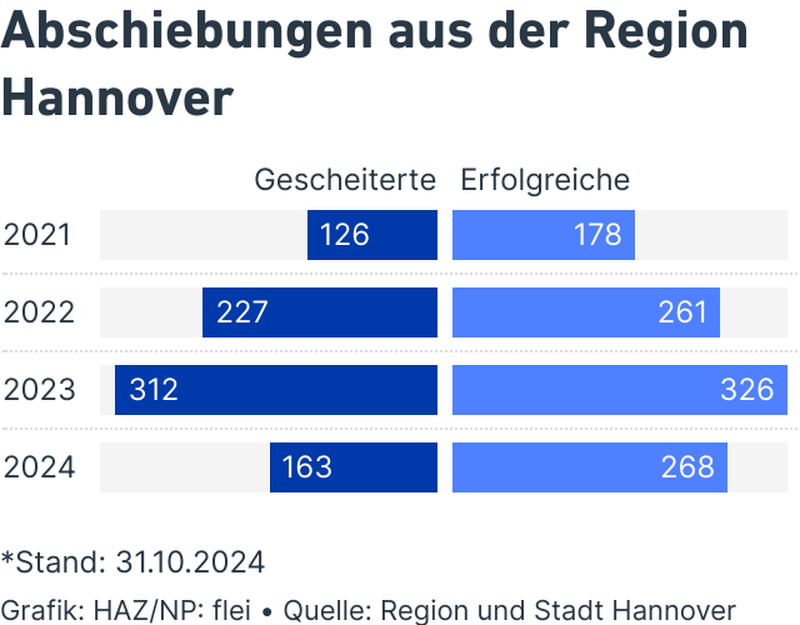 Abschiebungen aus der Region
Hannover
Gescheiterte Erfolgreiche
2021 126 178
2022 227 261
2023 312 326
2024 163 268
*Stand: 31.10.2024
Grafik: HAZ/NP: flei • Quelle: Region und Stadt Hannover